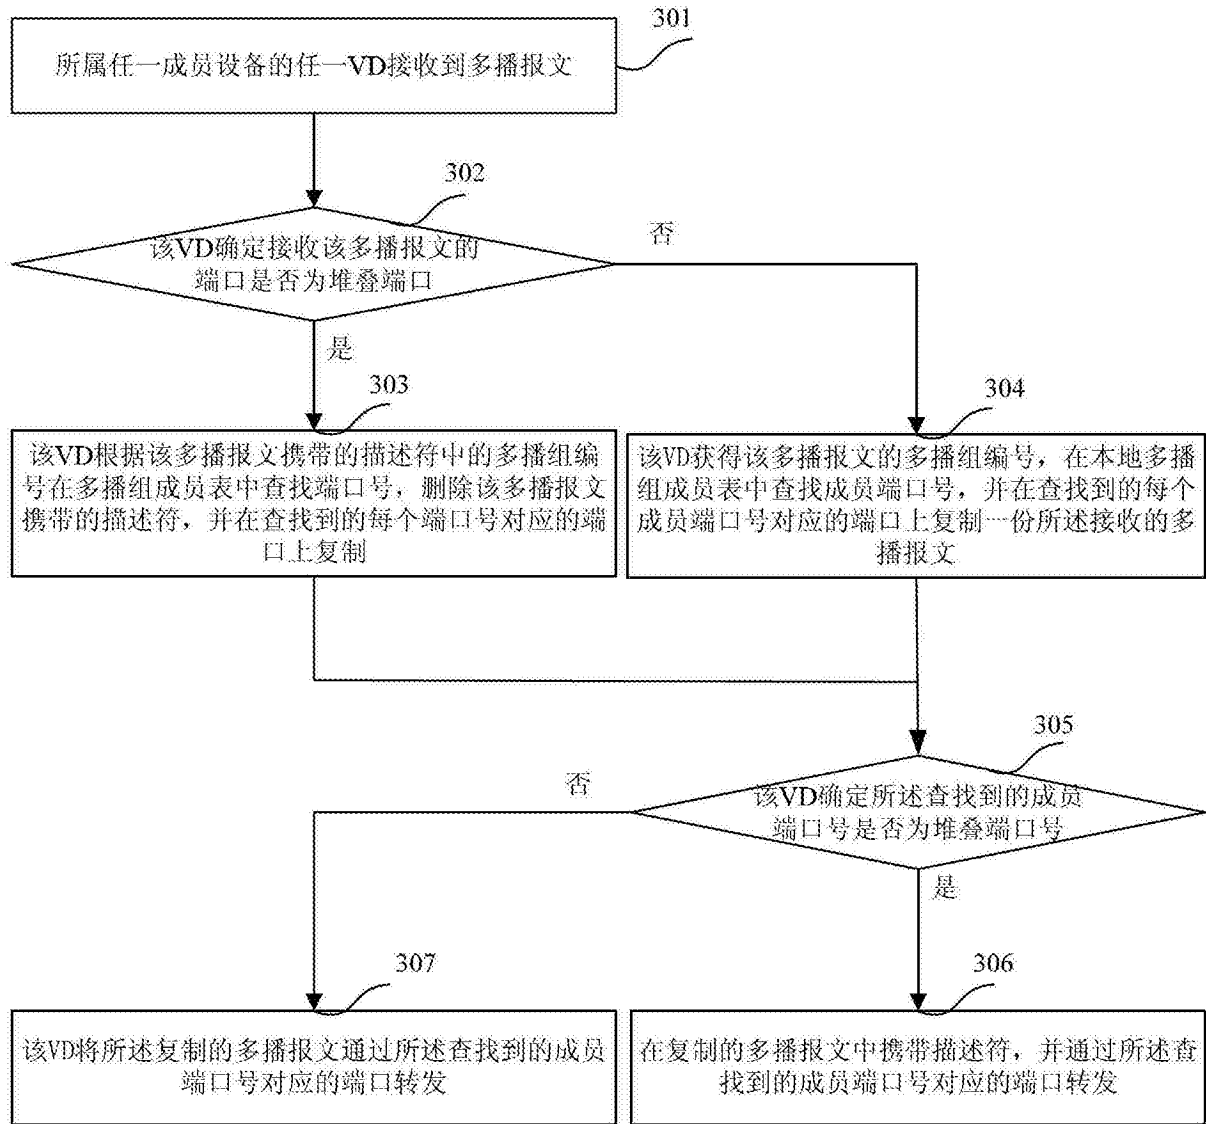 301
所属任一成员设备的任一VD接收到多播报文
302
该VD确定接收该多播报文的
端口是否为堆叠端口
否
是
303
该VD根据该多播报文携带的描述符中的多播组编
号在多播组成员表中查找端口号，删除该多播报文
携带的描述符，并在查找到的每个端口号对应的端
口上复制
304
该VD获得该多播报文的多播组编号，在本地多播
组成员表中查找成员端口号，并在查找到的每个
成员端口号对应的端口上复制一份所述接收的多
播报文
305
该VD确定所述查找到的成员
端口号是否为堆叠端口号
否
是
307
该VD将所述复制的多播报文通过所述查找到的成员
端口号对应的端口转发
306
在复制的多播报文中携带描述符，并通过所述查
找到的成员端口号对应的端口转发